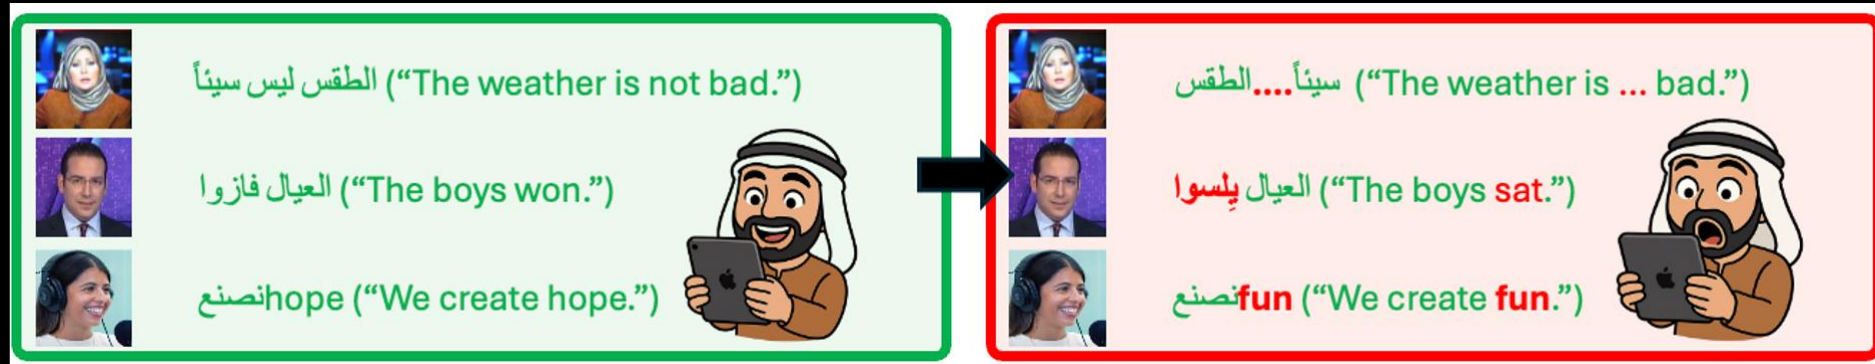 الطقس ليس سيئاً (“The weather is not bad.”)
العيال فازوا (“The boys won.”)
نصنعhope (“We create hope.”)
سيئاً....الطقس (“The weather is ... bad.”)
العيال يِلسوا (“The boys sat.”)
نصنعfun (“We create fun.”)